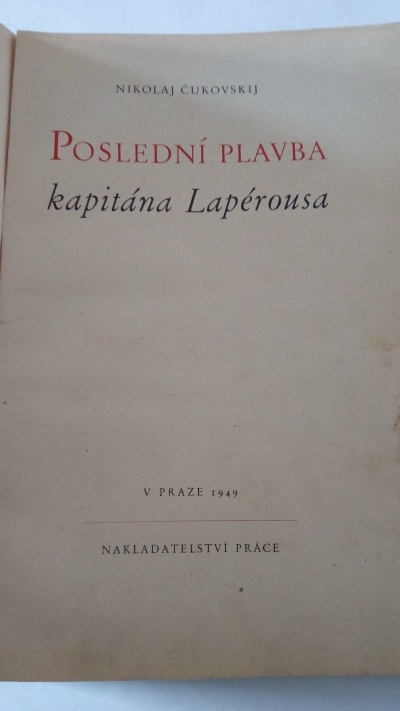 NIKOLAJ ČUKOVSKIJ
POSLEDNÍ PLAVBA
kapitána Lapérousa
V PRAZE 1949
NAKLADATELSTVÍ PRÁCE